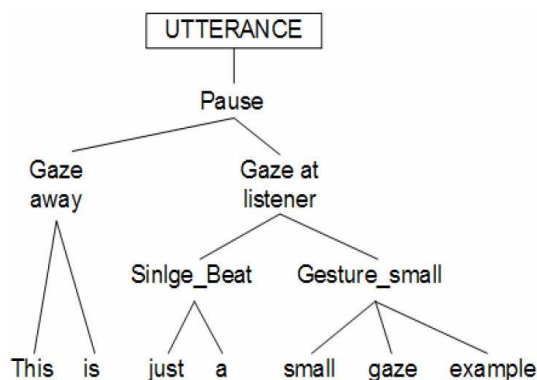 UTTERANCE
Pause
Gaze away
Gaze at listener
Sinlge_Beat Gesture_small
This is just a small gaze example